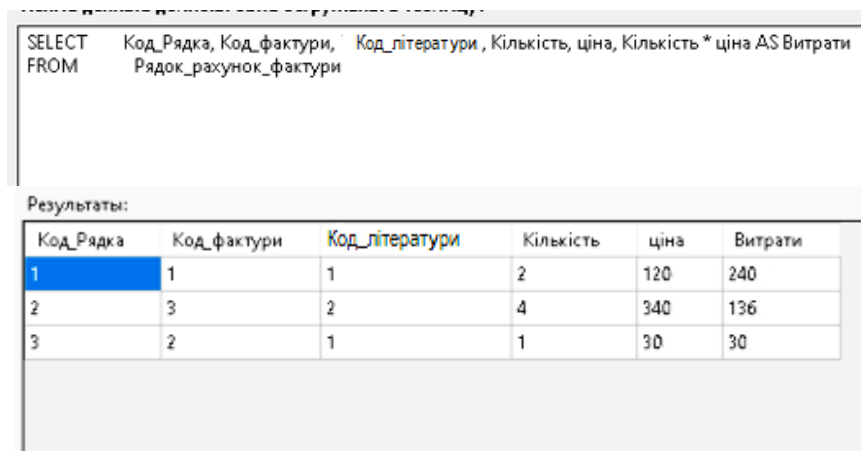 SELECT Код_Рядка, Код_фактури, Код_літератури , Кількість, ціна, Кількість * ціна AS Витрати
FROM Рядок_рахунок_фактури
Результаты:
Код_Рядка Код_фактури Код_літератури Кількість ціна Витрати
1 1 1 2 120 240
2 3 2 4 340 136
3 2 1 1 30 30